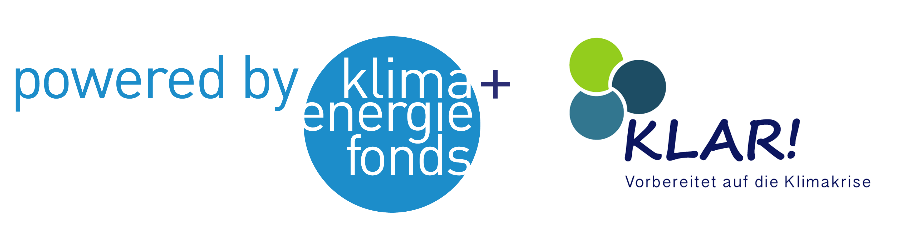 powered by
klima+
energie
fonds
KLAR!
Vorbereitet auf die Klimakrise